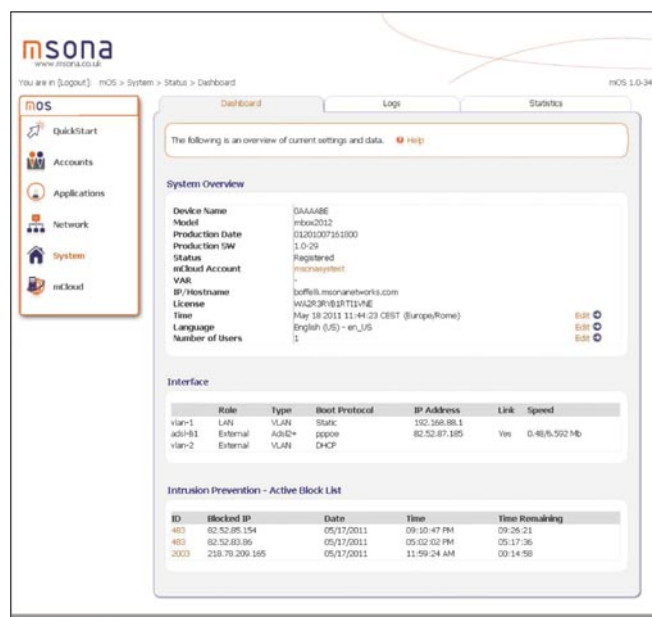 msona
www.msona.co.uk
You are in [Logout]: mOS > System > Status > Dashboard
mOS 1.0-34
mos
QuickStart
Accounts
Applications
Network
System
mCloud
Dashboard
Logs
Statistics
The following is an overview of current settings and data. Help
System Overview
Device Name 0AAAABE
Model mbox2012
Production Date 01201007161800
Production SW 1.0-29
Status Registered
mCloud Account msonasystest
VAR -
IP/Hostname boffelli.msonanetworks.com
License
Time May 18 2011 11:44:23 CEST (Europe/Rome) Edit
Language English (US) - en_US Edit
Number of Users 1 Edit
Interface
Role Type Boot Protocol IP Address Link Speed
vlan-1 LAN VLAN Static 192.168.88.1
adsl-B1 External Adsl2+ pppoe 82.52.87.185 Yes 0.48/6.592 Mb
vlan-2 External VLAN DHCP
Intrusion Prevention - Active Block List
ID Blocked IP Date Time Time Remaining
483 82.52.85.154 05/17/2011 09:10:47 PM 09:26:21
483 82.52.83.86 05/17/2011 05:02:02 PM 05:17:36
2003 218.78.209.165 05/17/2011 11:59:24 AM 00:14:58